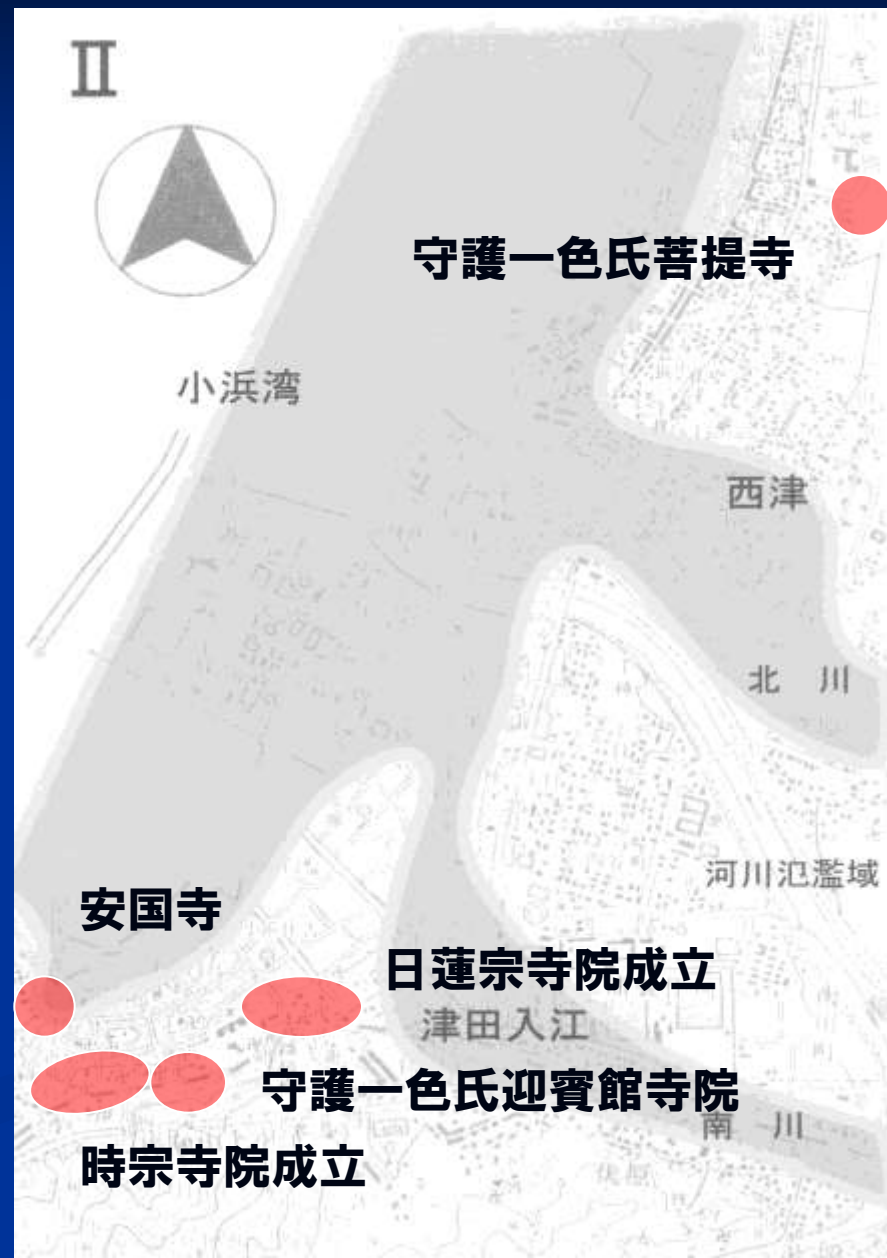 II
守護一色氏菩提寺
小浜湾
西津
北 川
河川氾濫域
安国寺
日蓮宗寺院成立
津田入江
守護一色氏迎賓館寺院
南 川
時宗寺院成立